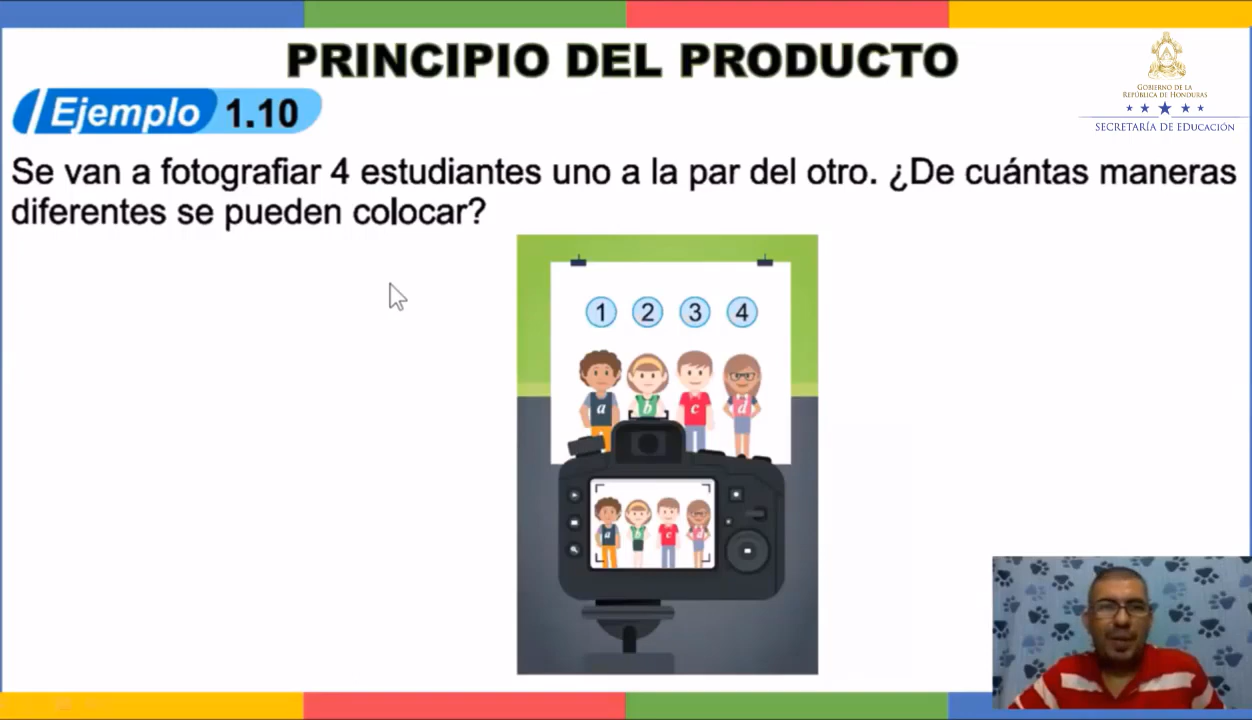 PRINCIPIO DEL PRODUCTO
GOBIERNO DE LA
REPÚBLICA DE HONDURAS
SECRETARÍA DE EDUCACIÓN
Ejemplo 1.10
Se van a fotografiar 4 estudiantes uno a la par del otro. ¿De cuántas maneras
diferentes se pueden colocar?
1 2 3 4
a b c d
a b c d